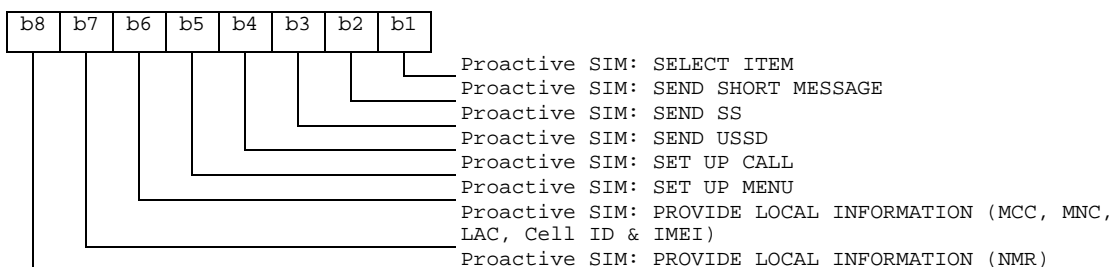 b8 b7 b6 b5 b4 b3 b2 b1
Proactive SIM: SELECT ITEM
Proactive SIM: SEND SHORT MESSAGE
Proactive SIM: SEND SS
Proactive SIM: SEND USSD
Proactive SIM: SET UP CALL
Proactive SIM: SET UP MENU
Proactive SIM: PROVIDE LOCAL INFORMATION (MCC, MNC,
LAC, Cell ID & IMEI)
Proactive SIM: PROVIDE LOCAL INFORMATION (NMR)